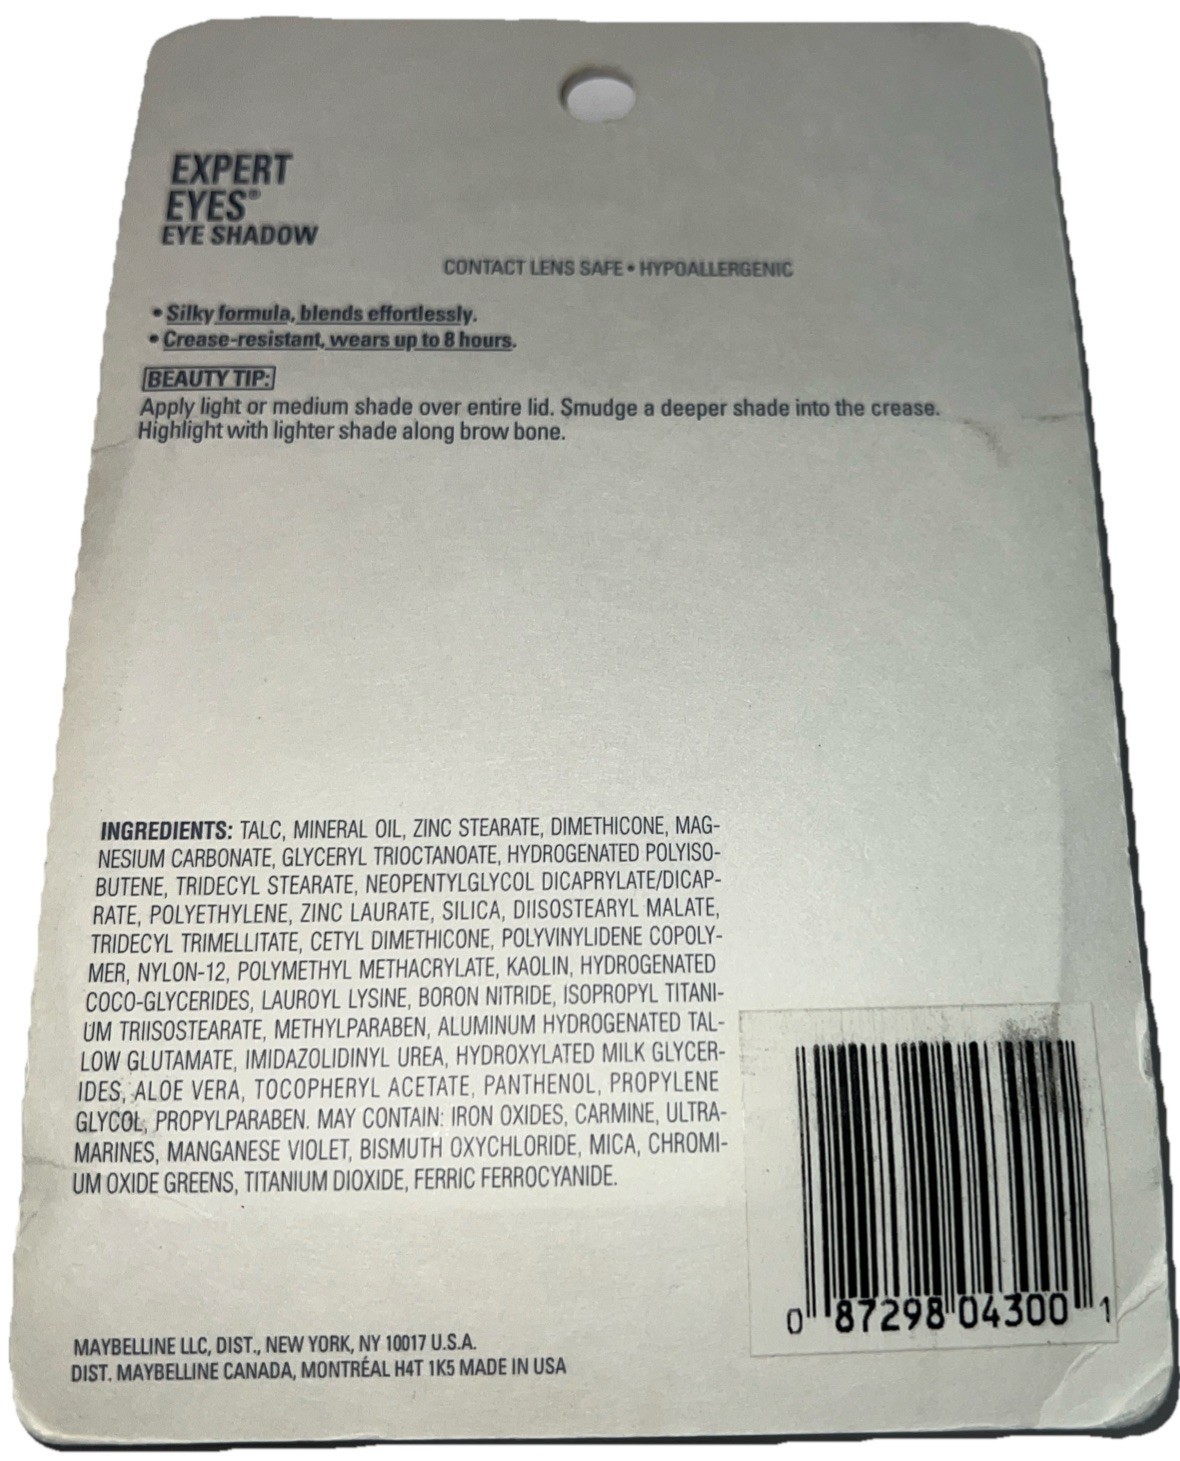 EXPERT
EYES®
EYE SHADOW
CONTACT LENS SAFE • HYPOALLERGENIC
• Silky formula, blends effortlessly.
• Crease-resistant, wears up to 8 hours.
BEAUTY TIP:
Apply light or medium shade over entire lid. Smudge a deeper shade into the crease.
Highlight with lighter shade along brow bone.
INGREDIENTS: TALC, MINERAL OIL, ZINC STEARATE, DIMETHICONE, MAG-
NESIUM CARBONATE, GLYCERYL TRIOCTANOATE, HYDROGENATED POLYISO-
BUTENE, TRIDECYL STEARATE, NEOPENTYLGLYCOL DICAPRYLATE/DICAP-
RATE, POLYETHYLENE, ZINC LAURATE, SILICA, DIISOSTEARYL MALATE,
TRIDECYL TRIMELLITATE, CETYL DIMETHICONE, POLYVINYLIDENE COPOLY-
MER, NYLON-12, POLYMETHYL METHACRYLATE, KAOLIN, HYDROGENATED
COCO-GLYCERIDES, LAUROYL LYSINE, BORON NITRIDE, ISOPROPYL TITANI-
UM TRIISOSTEARATE, METHYLPARABEN, ALUMINUM HYDROGENATED TAL-
LOW GLUTAMATE, IMIDAZOLIDINYL UREA, HYDROXYLATED MILK GLYCER-
IDES, ALOE VERA, TOCOPHERYL ACETATE, PANTHENOL, PROPYLENE
GLYCOL, PROPYLPARABEN. MAY CONTAIN: IRON OXIDES, CARMINE, ULTRA-
MARINES, MANGANESE VIOLET, BISMUTH OXYCHLORIDE, MICA, CHROMI-
UM OXIDE GREENS, TITANIUM DIOXIDE, FERRIC FERROCYANIDE.
0 87298 04300 1
MAYBELLINE LLC, DIST., NEW YORK, NY 10017 U.S.A.
DIST. MAYBELLINE CANADA, MONTRÉAL H4T 1K5 MADE IN USA